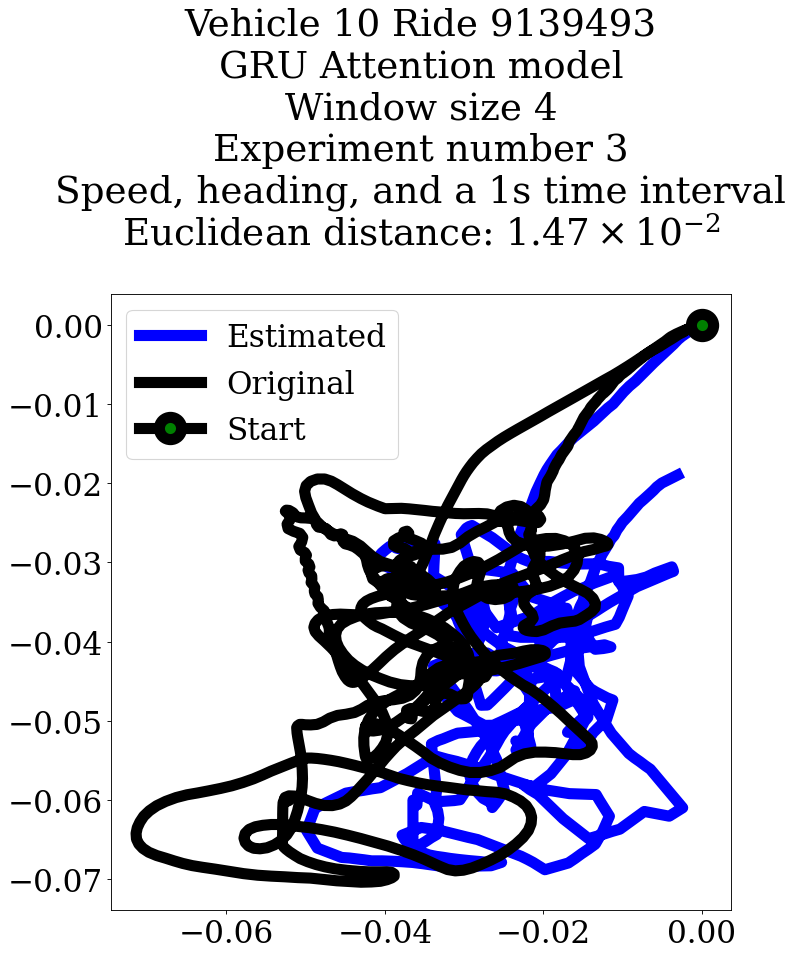 Vehicle 10 Ride 9139493
GRU Attention model
Window size 4
Experiment number 3
Speed, heading, and a 1s time interval
Euclidean distance: 1.47 × 10⁻²
Estimated
Original
Start
0.00
−0.01
−0.02
−0.03
−0.04
−0.05
−0.06
−0.07
−0.06 −0.04 −0.02 0.00